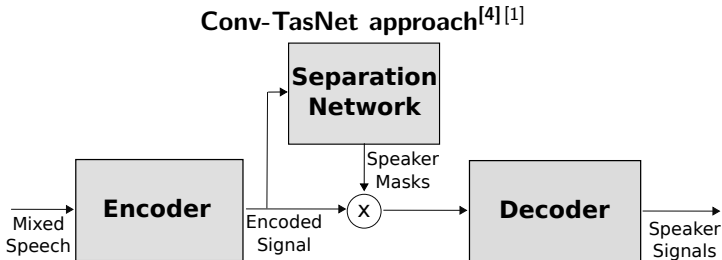 Conv-TasNet approach[4][1]
Separation
Network
Speaker
Masks
Encoder
Decoder
x
Mixed
Speech
Encoded
Signal
Speaker
Signals